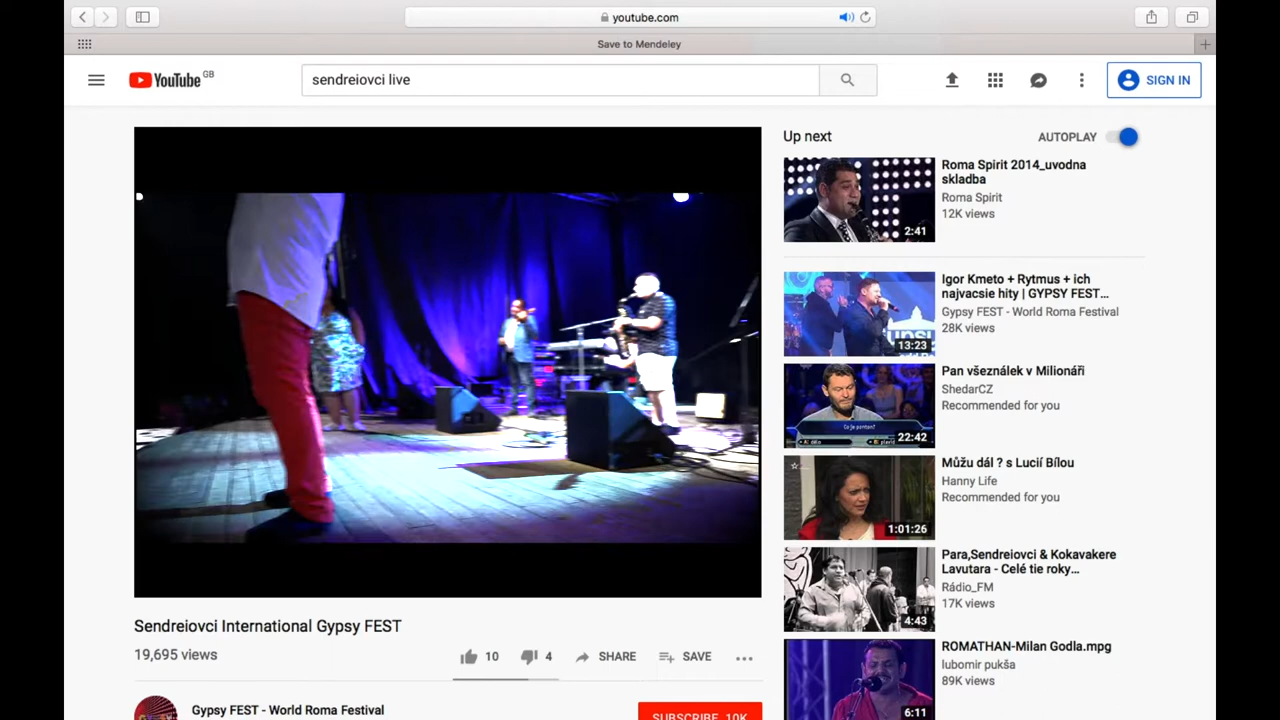 youtube.com
Save to Mendeley
YouTube GB
sendreiovci live
SIGN IN
Sendreiovci International Gypsy FEST
19,695 views
10
4
SHARE
SAVE
Gypsy FEST - World Roma Festival
SUBSCRIBE 10K
Up next
AUTOPLAY
2:41
Roma Spirit 2014_uvodna
skladba
Roma Spirit
12K views
13:23
Igor Kmeto + Rytmus + ich
najvacsie hity | GYPSY FEST...
Gypsy FEST - World Roma Festival
28K views
22:42
Pan všeználek v Milionáři
ShedarCZ
Recommended for you
1:01:26
Můžu dál ? s Lucií Bílou
Hanny Life
Recommended for you
4:43
Para,Sendreiovci & Kokavakere
Lavutara - Celé tie roky...
Rádio_FM
17K views
6:11
ROMATHAN-Milan Godla.mpg
lubomir pukša
89K views